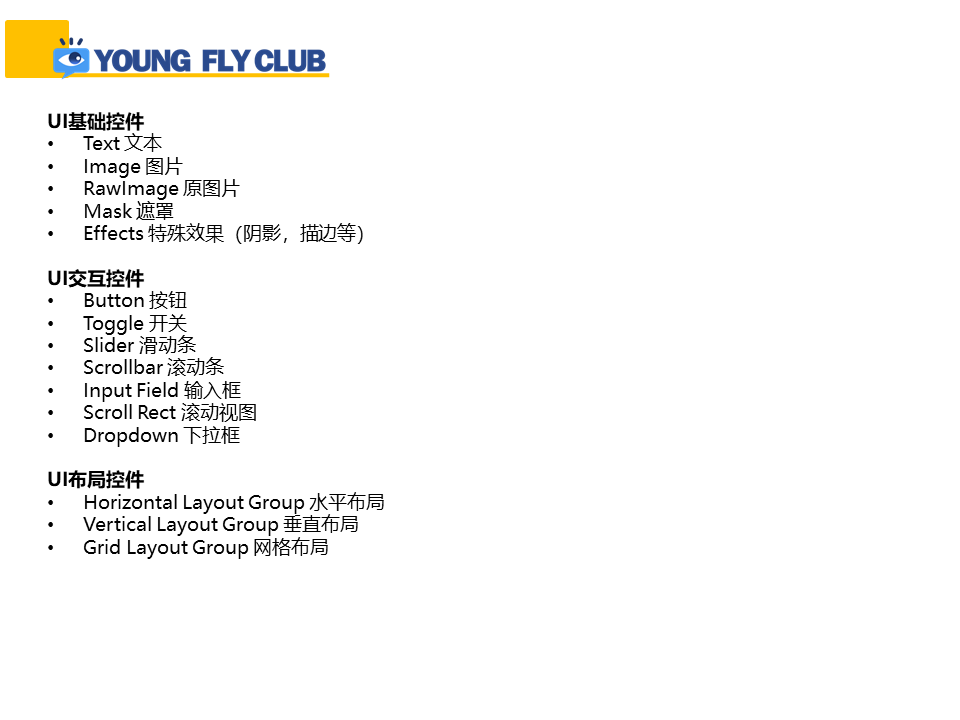 YOUNG FLY CLUB
UI基础控件
• Text 文本
• Image 图片
• RawImage 原图片
• Mask 遮罩
• Effects 特殊效果（阴影，描边等）
UI交互控件
• Button 按钮
• Toggle 开关
• Slider 滑动条
• Scrollbar 滚动条
• Input Field 输入框
• Scroll Rect 滚动视图
• Dropdown 下拉框
UI布局控件
• Horizontal Layout Group 水平布局
• Vertical Layout Group 垂直布局
• Grid Layout Group 网格布局